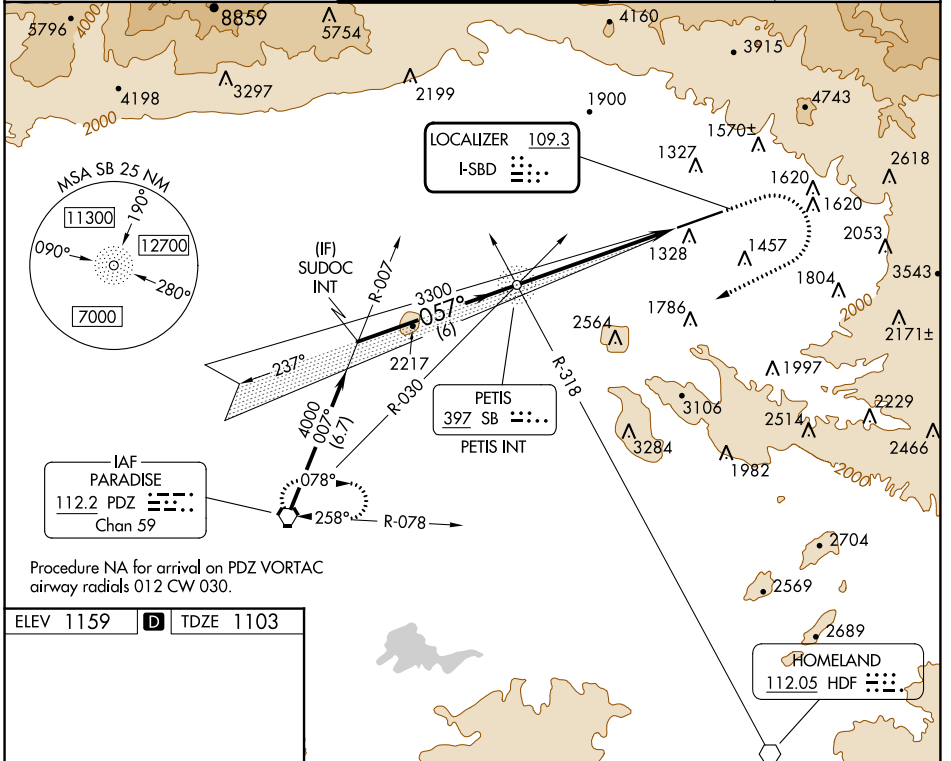 5796
4000
8859
5754
4160
3915
4198
3297
2199
1900
4743
2000
LOCALIZER 109.3
I-SBD
1570±
1327
2618
MSA SB 25 NM
11300
190°
090°
12700
280°
7000
1620
1620
(IF)
SUDOC
INT
R-007
1328
1457
2053
3543
3300
057°
(6)
1804
2000
1786
2564
2171±
237°
2217
R-030
R-318
1997
4000
007°
(6.7)
PETIS
397 SB
PETIS INT
3106
2229
2514
3284
2466
1982
2000
IAF
PARADISE
112.2 PDZ
Chan 59
078°
258°
R-078
Procedure NA for arrival on PDZ VORTAC
airway radials 012 CW 030.
2704
2569
2689
ELEV 1159 D TDZE 1103
HOMELAND
112.05 HDF